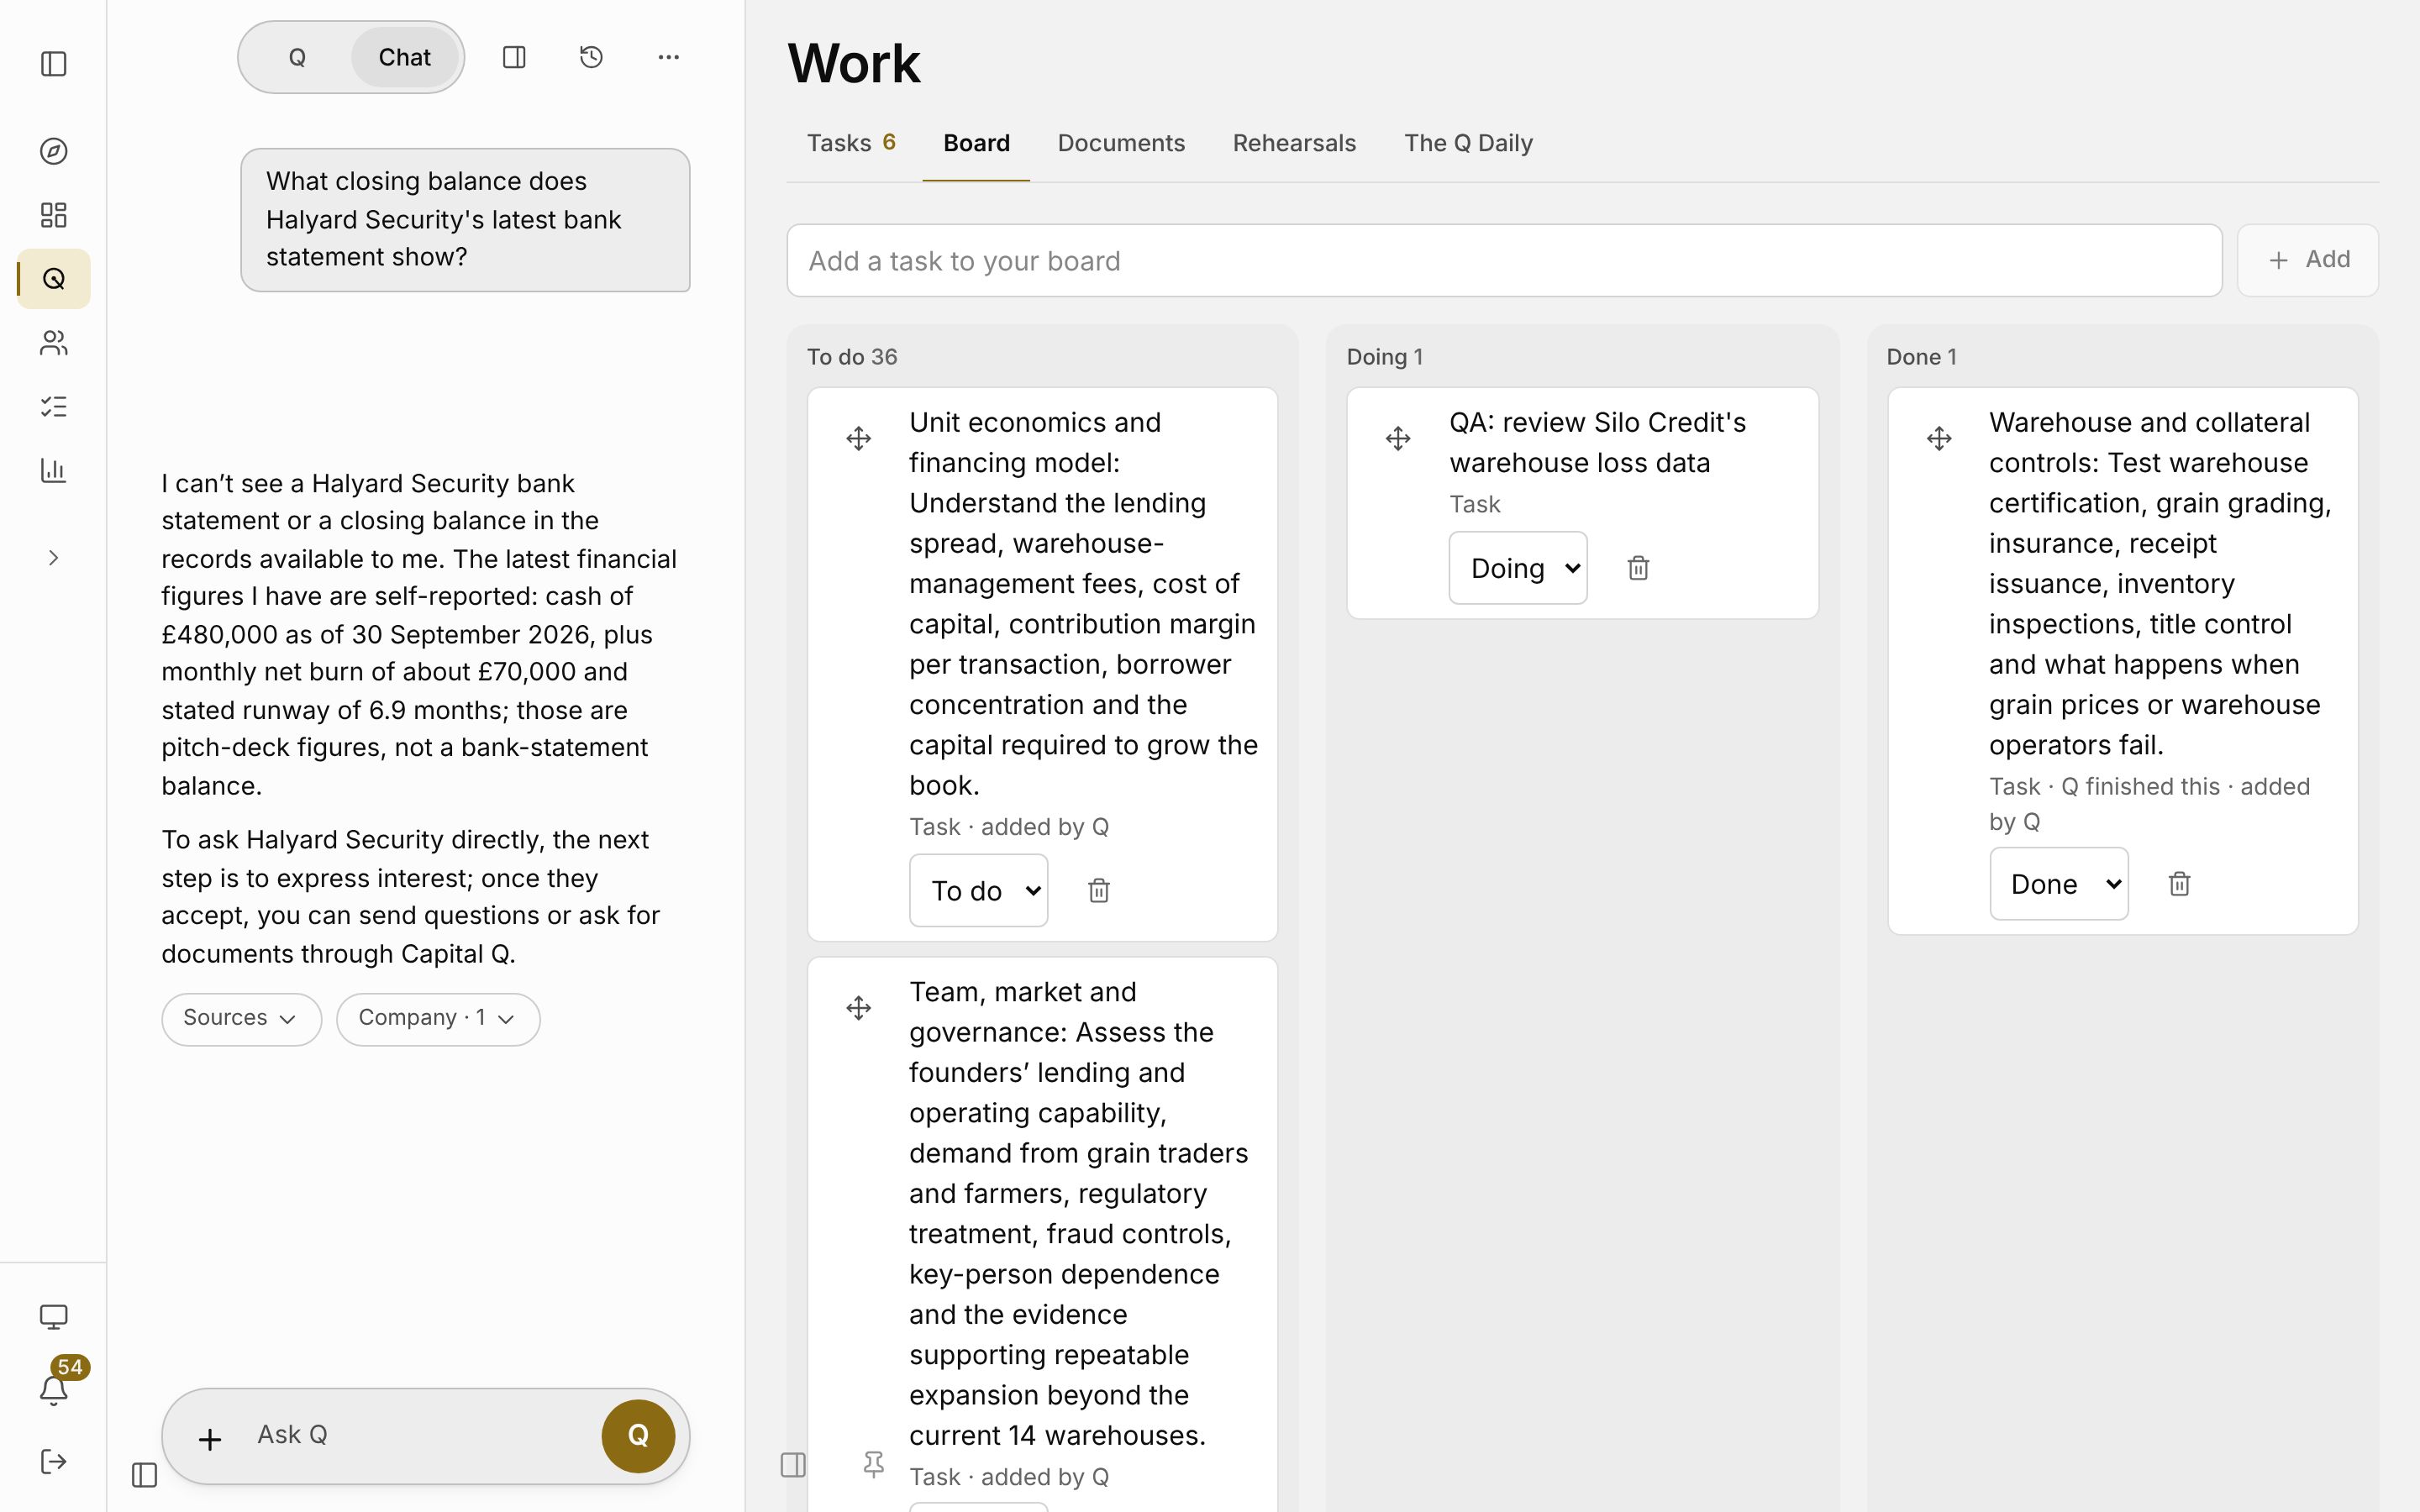 Q
Chat
What closing balance does
Halyard Security's latest bank
statement show?
I can’t see a Halyard Security bank
statement or a closing balance in the
records available to me. The latest financial
figures I have are self-reported: cash of
£480,000 as of 30 September 2026, plus
monthly net burn of about £70,000 and
stated runway of 6.9 months; those are
pitch-deck figures, not a bank-statement
balance.
To ask Halyard Security directly, the next
step is to express interest; once they
accept, you can send questions or ask for
documents through Capital Q.
Sources
Company · 1
54
Ask Q
Q
Work
Tasks 6
Board
Documents
Rehearsals
The Q Daily
Add a task to your board
Add
To do 36
Unit economics and
financing model:
Understand the lending
spread, warehouse-
management fees, cost of
capital, contribution margin
per transaction, borrower
concentration and the
capital required to grow the
book.
Task · added by Q
To do
Team, market and
governance: Assess the
founders’ lending and
operating capability,
demand from grain traders
and farmers, regulatory
treatment, fraud controls,
key-person dependence
and the evidence
supporting repeatable
expansion beyond the
current 14 warehouses.
Task · added by Q
Doing 1
QA: review Silo Credit's
warehouse loss data
Task
Doing
Done 1
Warehouse and collateral
controls: Test warehouse
certification, grain grading,
insurance, receipt
issuance, inventory
inspections, title control
and what happens when
grain prices or warehouse
operators fail.
Task · Q finished this · added
by Q
Done